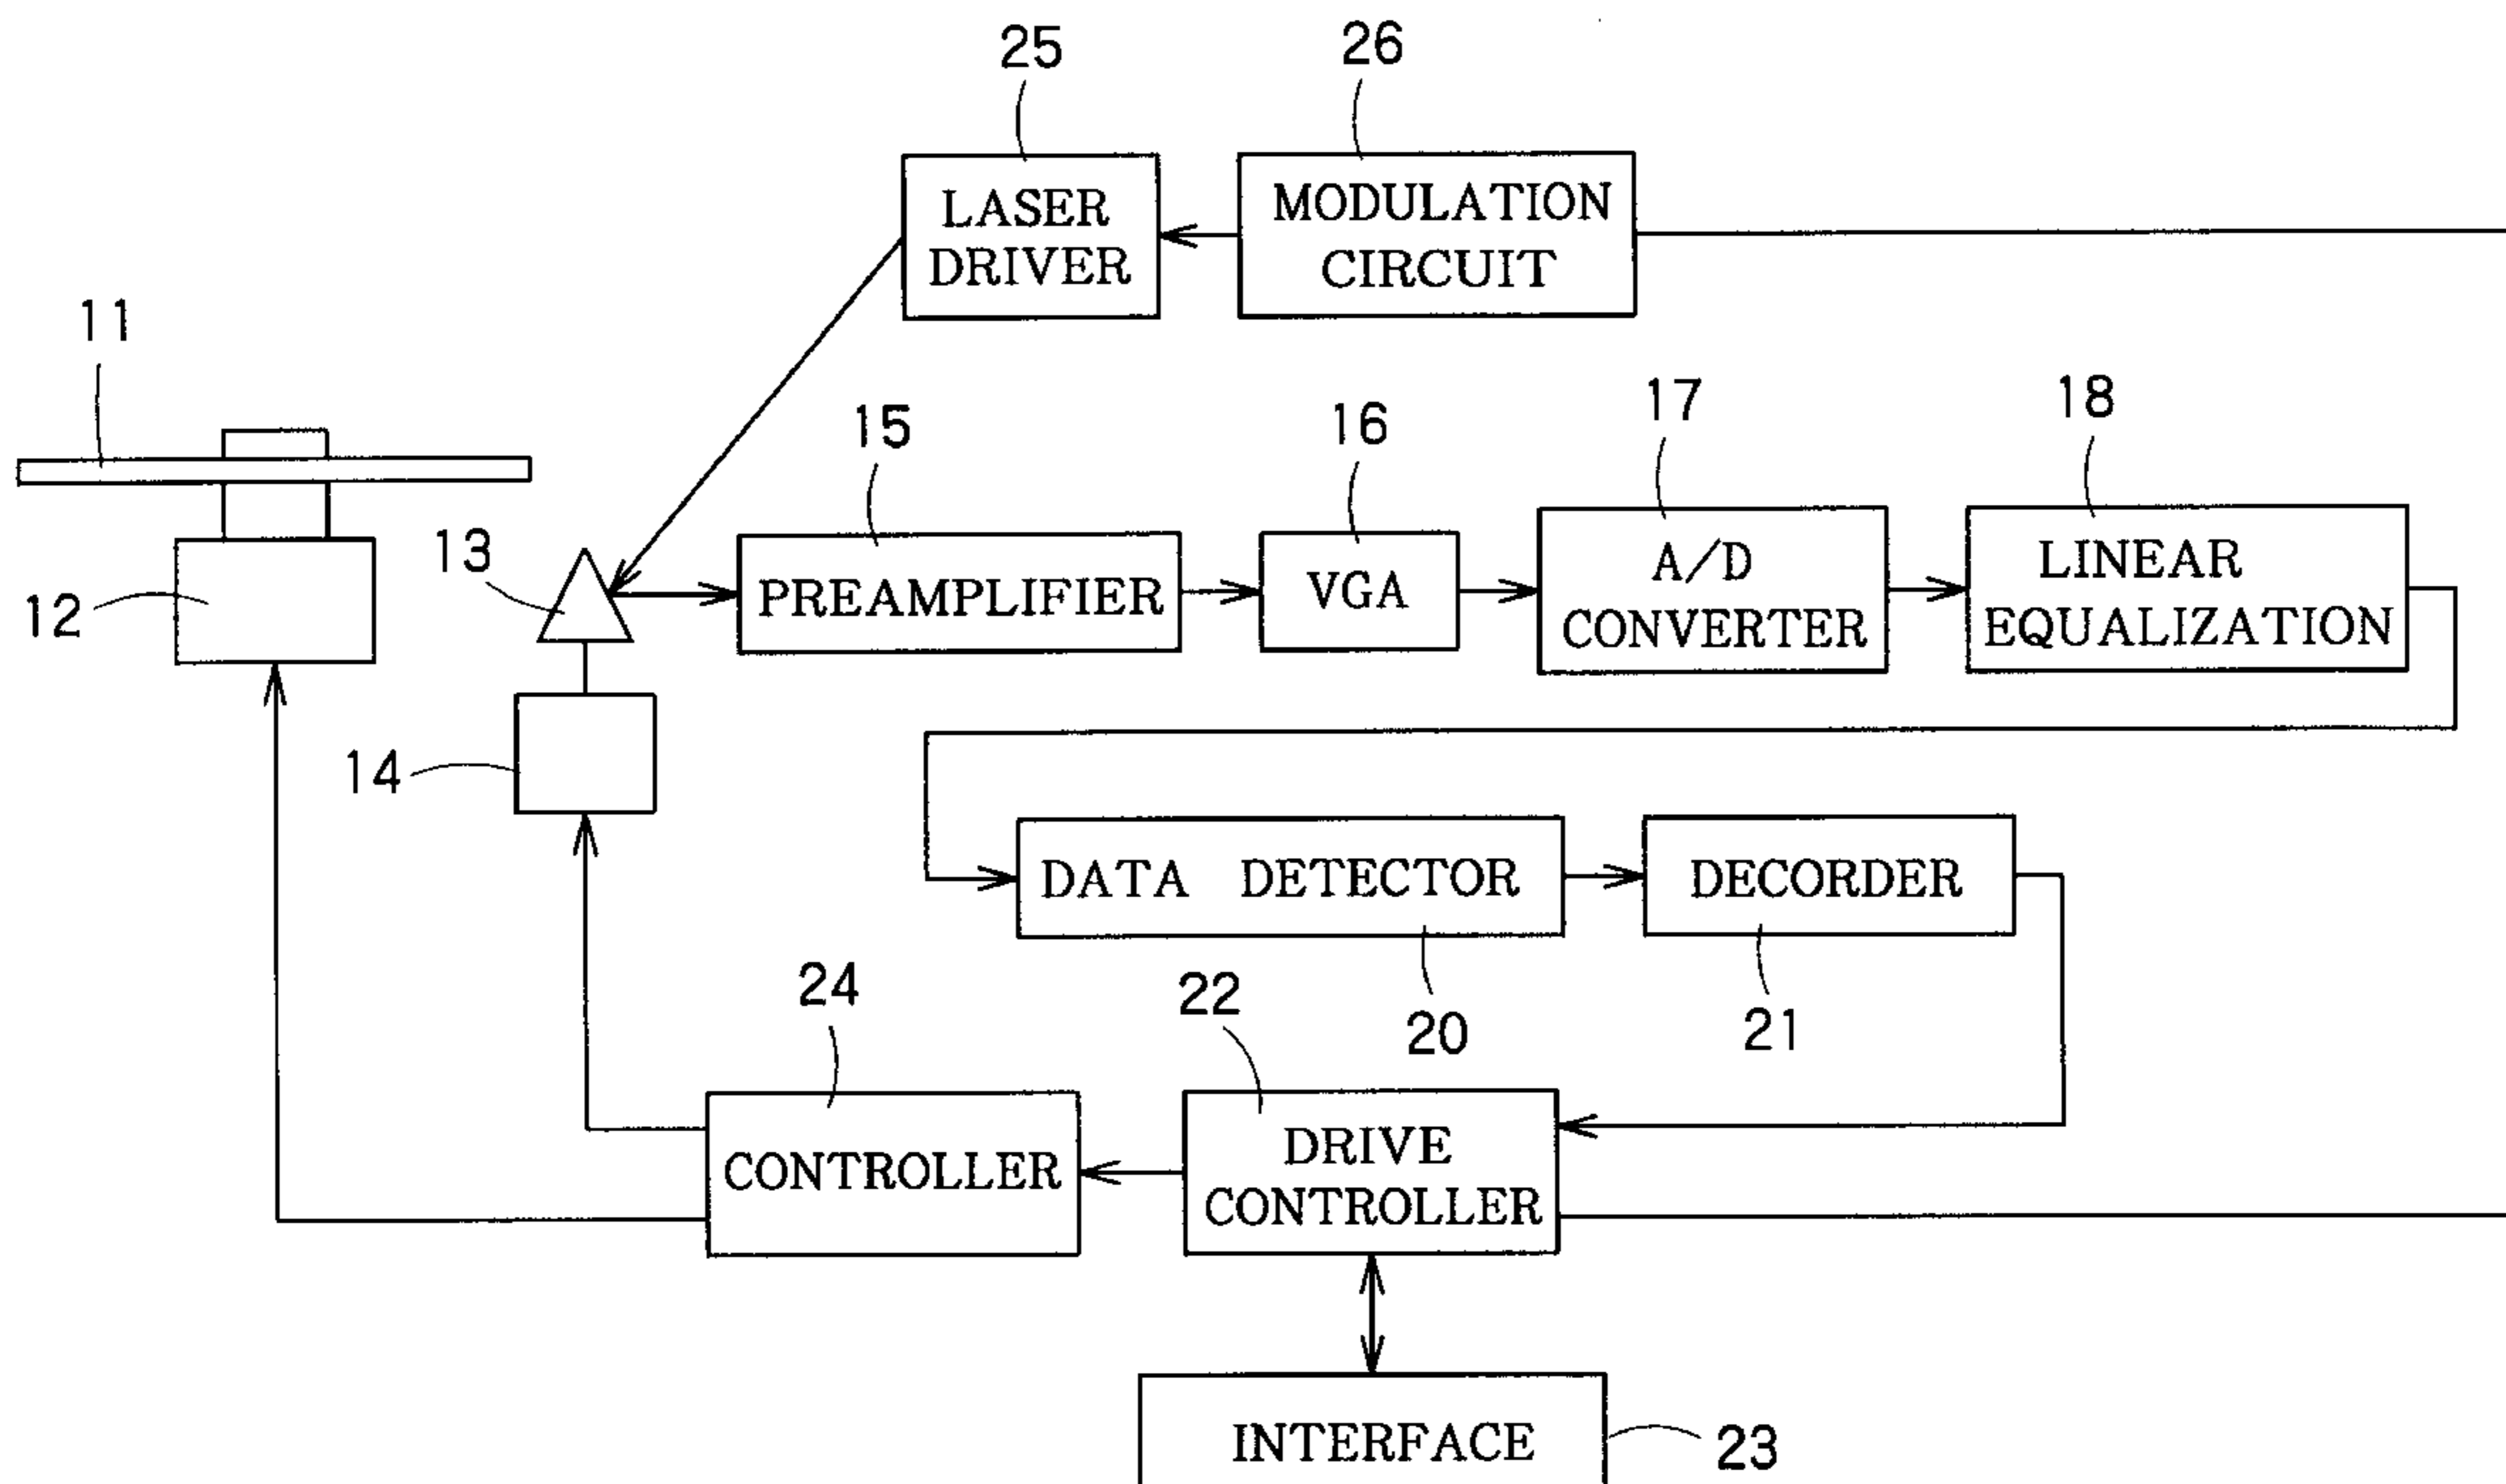 25
26
LASER
DRIVER
MODULATION
CIRCUIT
11
15
16
17
18
13
12
PREAMPLIFIER
VGA
A/D
CONVERTER
LINEAR
EQUALIZATION
14
DATA DETECTOR
DECORDER
24
22
20
21
CONTROLLER
DRIVE
CONTROLLER
INTERFACE
23